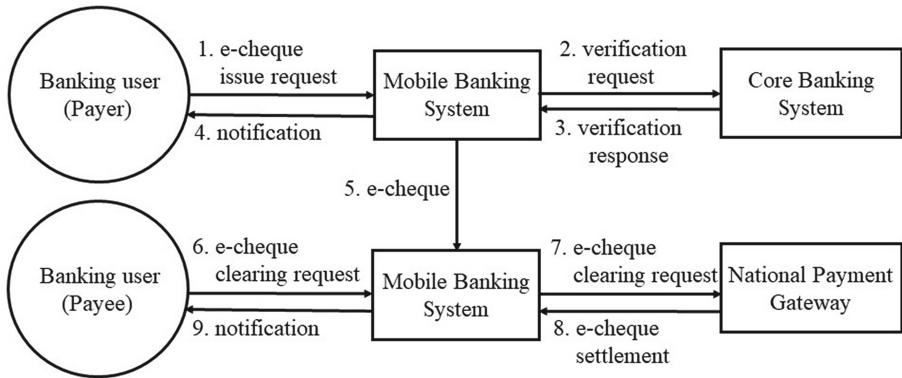 Banking user
(Payer)
1. e-cheque
issue request
4. notification
Mobile Banking
System
2. verification
request
3. verification
response
Core Banking
System
5. e-cheque
Banking user
(Payee)
6. e-cheque
clearing request
9. notification
Mobile Banking
System
7. e-cheque
clearing request
8. e-cheque
settlement
National Payment
Gateway